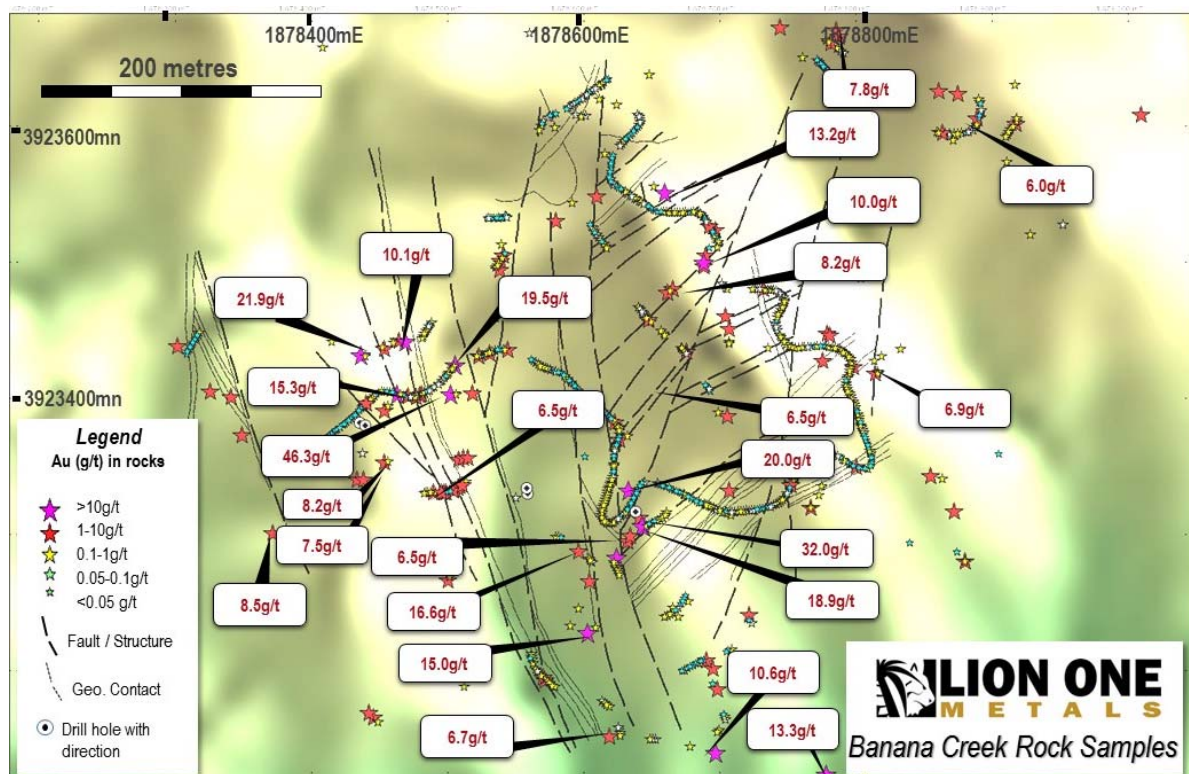 1878400mE
1878600mE
1878800mE
200 metres
7.8g/t
3923600mn
13.2g/t
6.0g/t
10.0g/t
10.1g/t
8.2g/t
21.9g/t
19.5g/t
15.3g/t
6.5g/t
6.5g/t
6.9g/t
3923400mn
46.3g/t
20.0g/t
8.2g/t
7.5g/t
6.5g/t
32.0g/t
8.5g/t
16.6g/t
18.9g/t
15.0g/t
10.6g/t
6.7g/t
13.3g/t
Legend
Au (g/t) in rocks
>10g/t
1-10g/t
0.1-1g/t
0.05-0.1g/t
<0.05 g/t
Fault / Structure
Geo. Contact
Drill hole with
direction
LION ONE
METALS
Banana Creek Rock Samples